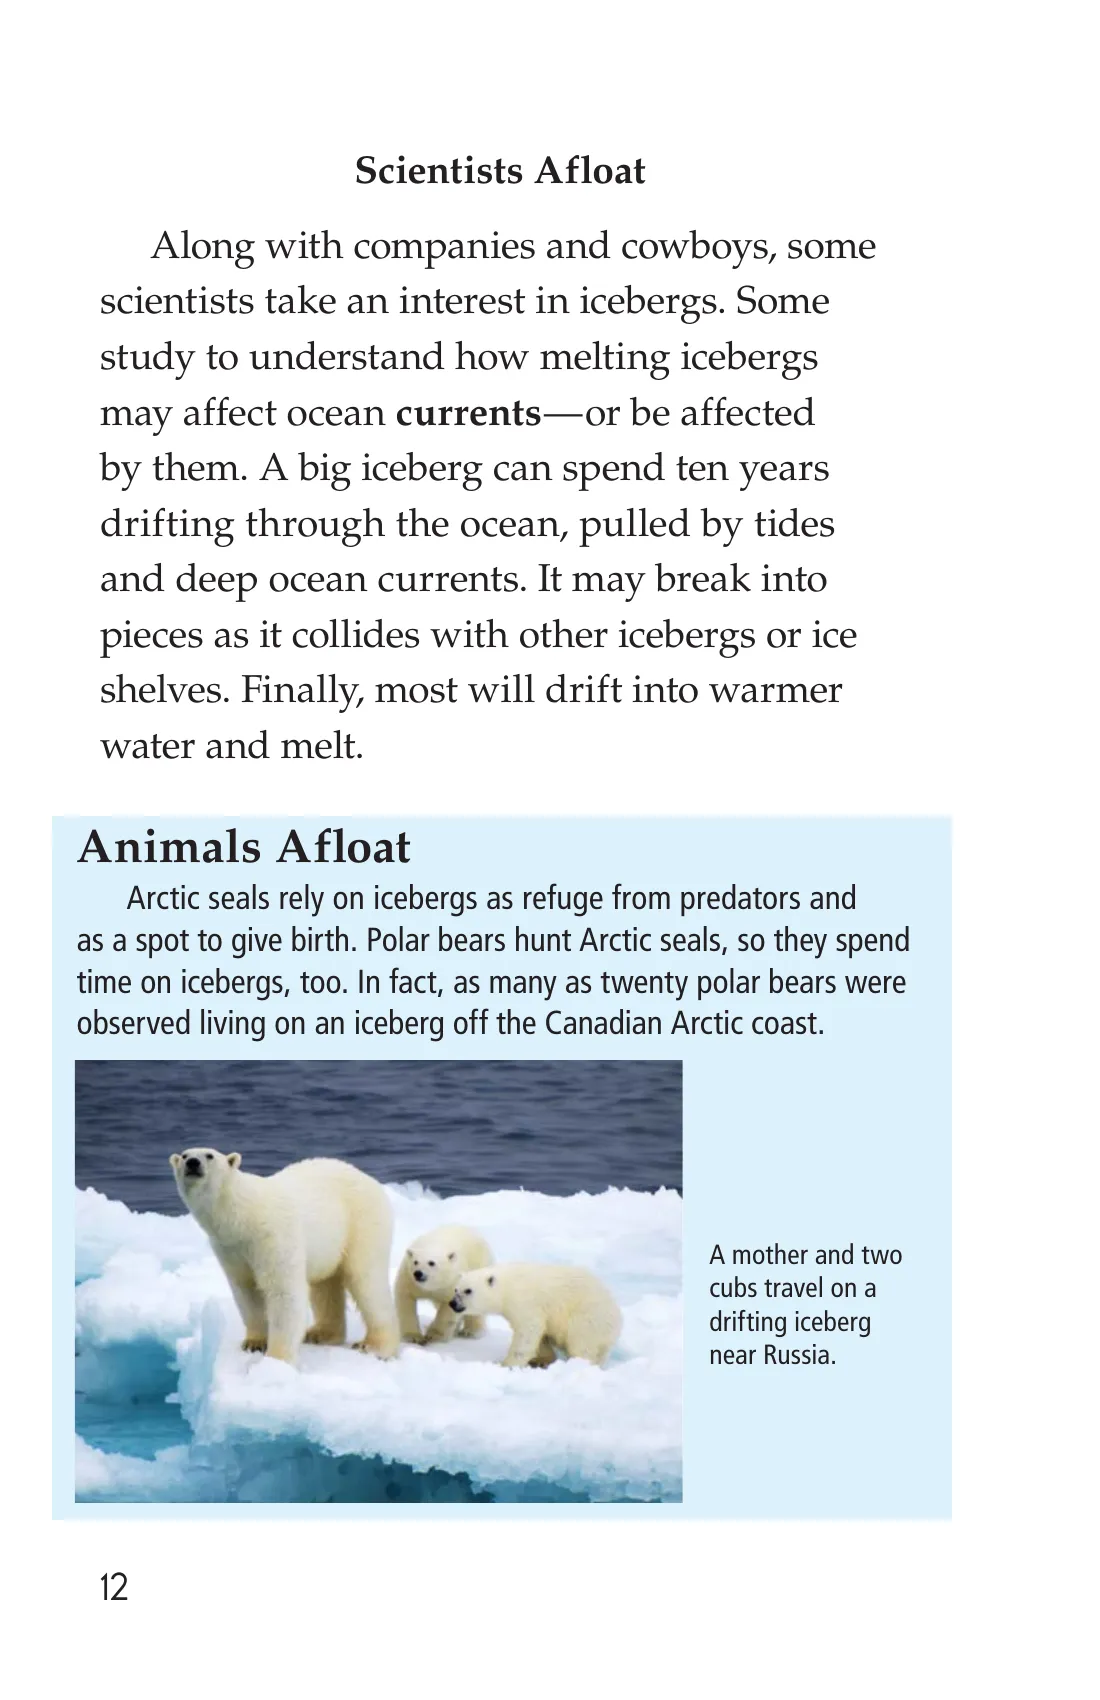 Scientists Afloat
Along with companies and cowboys, some
scientists take an interest in icebergs. Some
study to understand how melting icebergs
may affect ocean currents—or be affected
by them. A big iceberg can spend ten years
drifting through the ocean, pulled by tides
and deep ocean currents. It may break into
pieces as it collides with other icebergs or ice
shelves. Finally, most will drift into warmer
water and melt.
Animals Afloat
Arctic seals rely on icebergs as refuge from predators and
as a spot to give birth. Polar bears hunt Arctic seals, so they spend
time on icebergs, too. In fact, as many as twenty polar bears were
observed living on an iceberg off the Canadian Arctic coast.
A mother and two
cubs travel on a
drifting iceberg
near Russia.
12